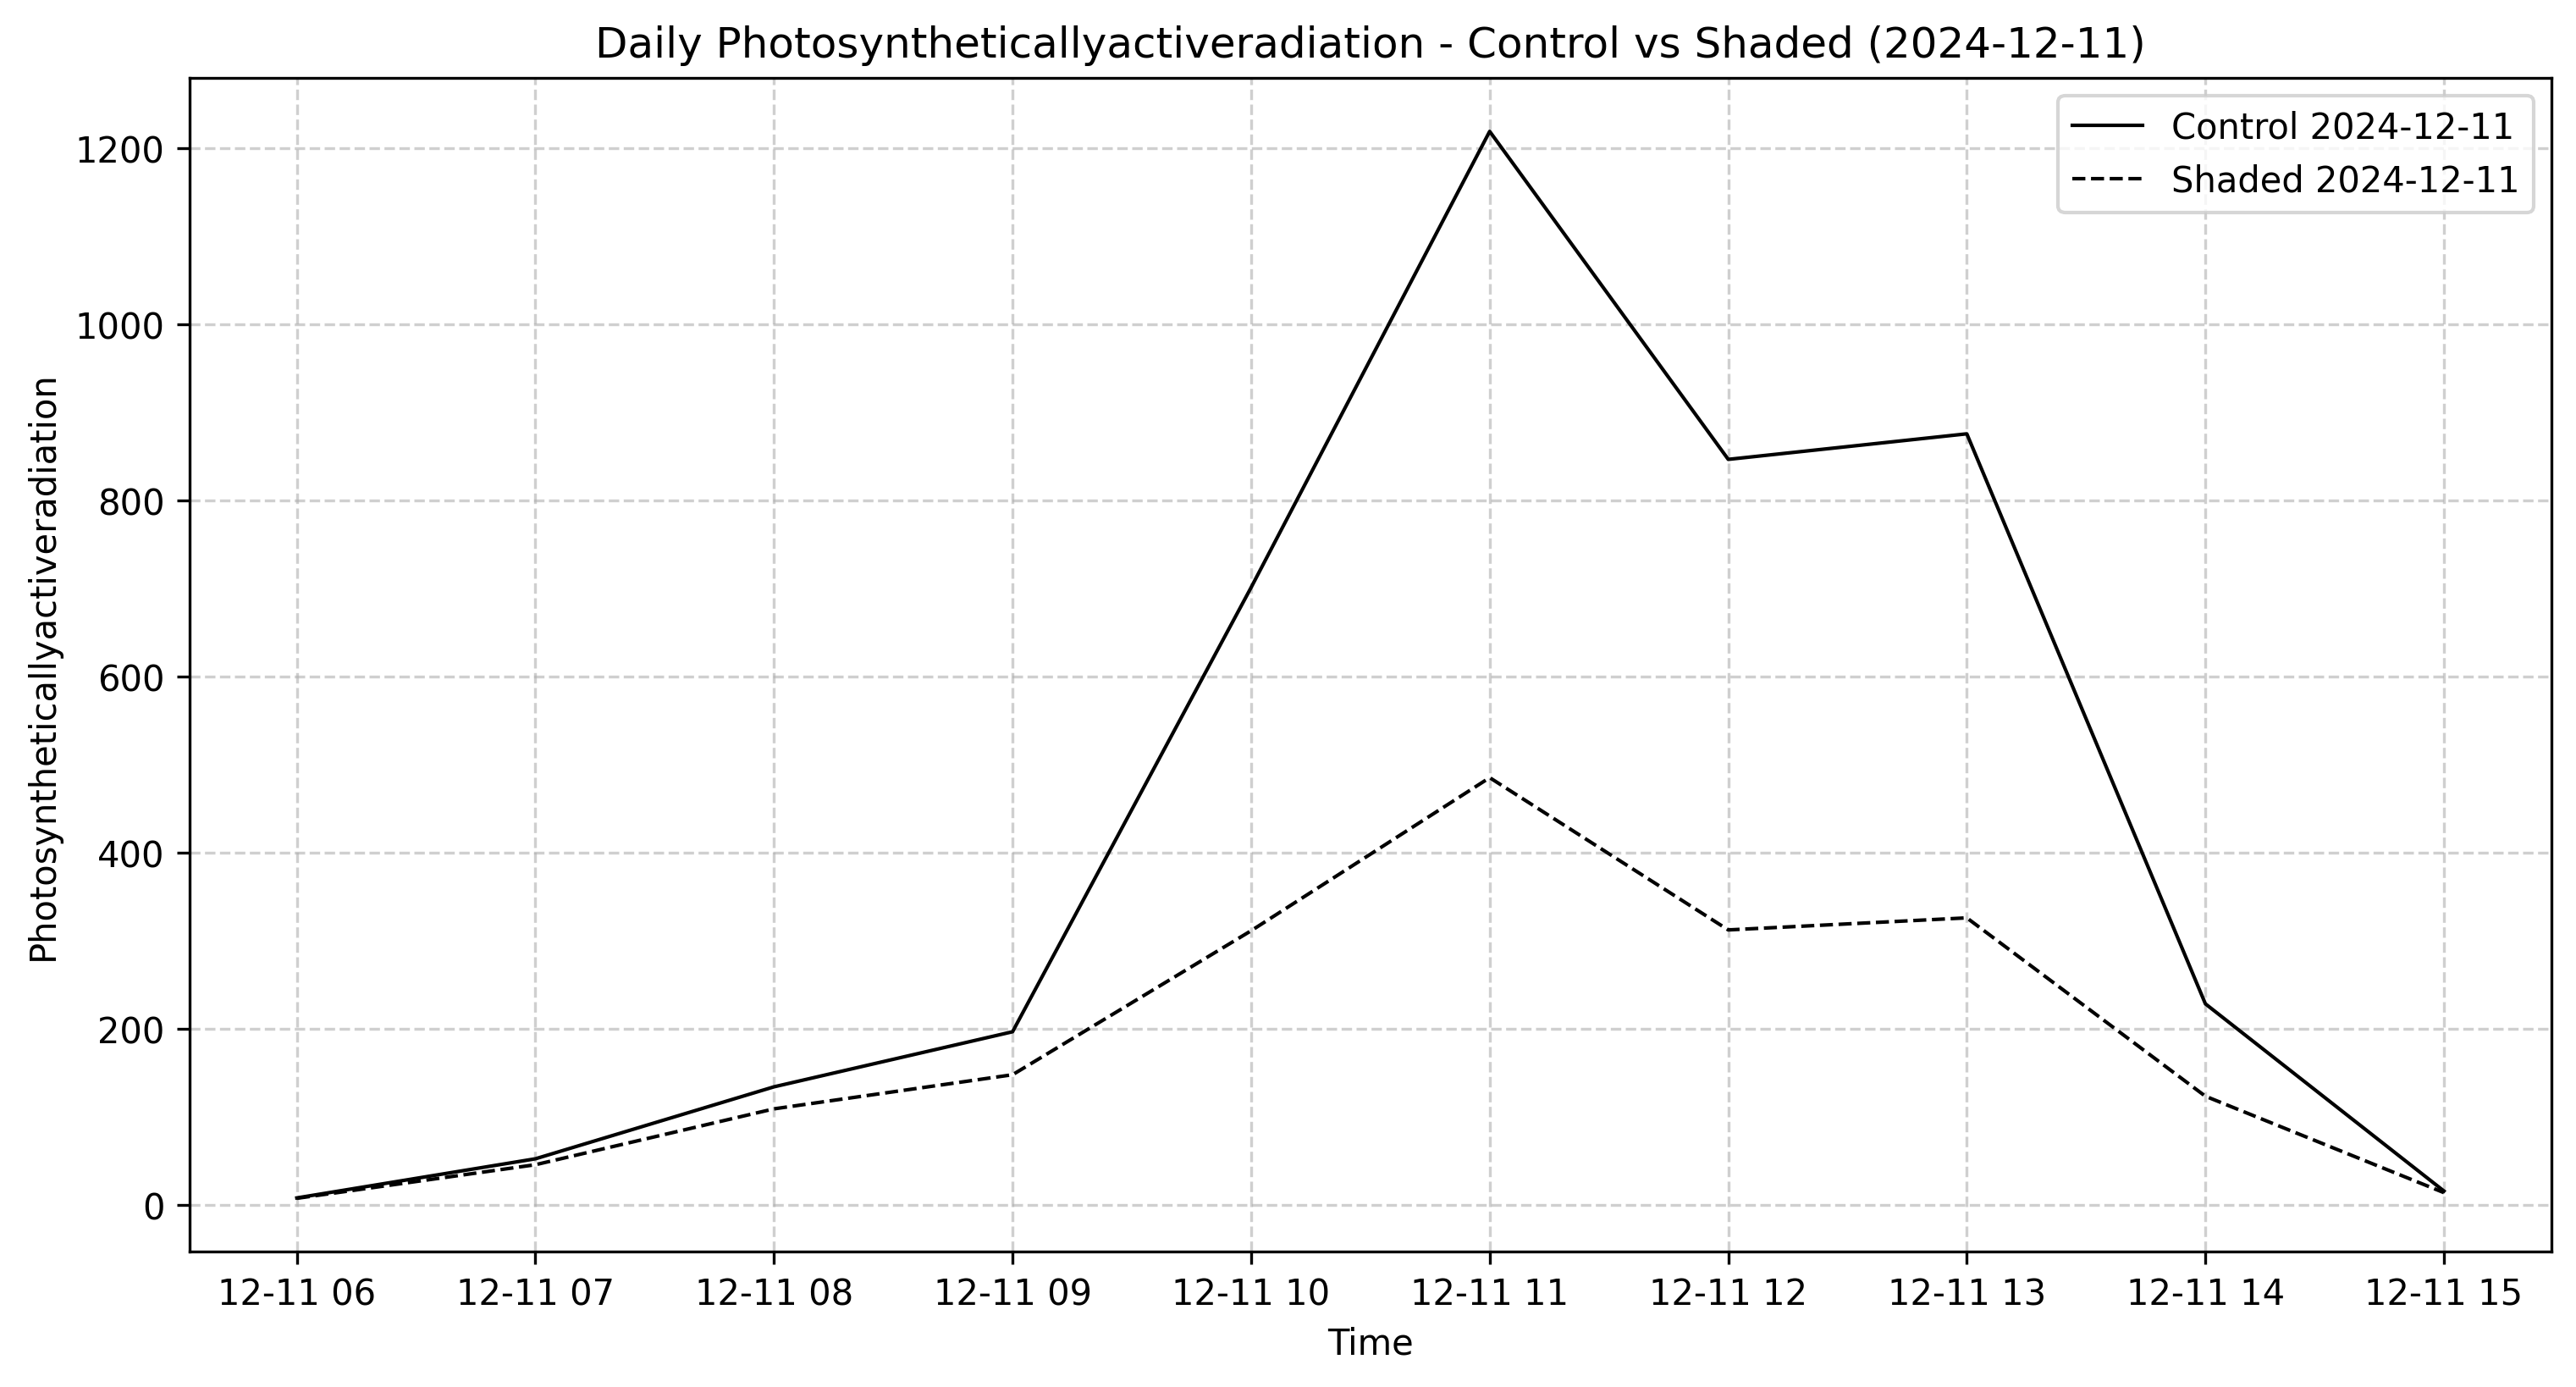 Daily Photosyntheticallyactiveradiation - Control vs Shaded (2024-12-11)
Control 2024-12-11
Shaded 2024-12-11
Photosyntheticallyactiveradiation
1200
1000
800
600
400
200
0
12-11 06 12-11 07 12-11 08 12-11 09 12-11 10 12-11 11 12-11 12 12-11 13 12-11 14 12-11 15
Time